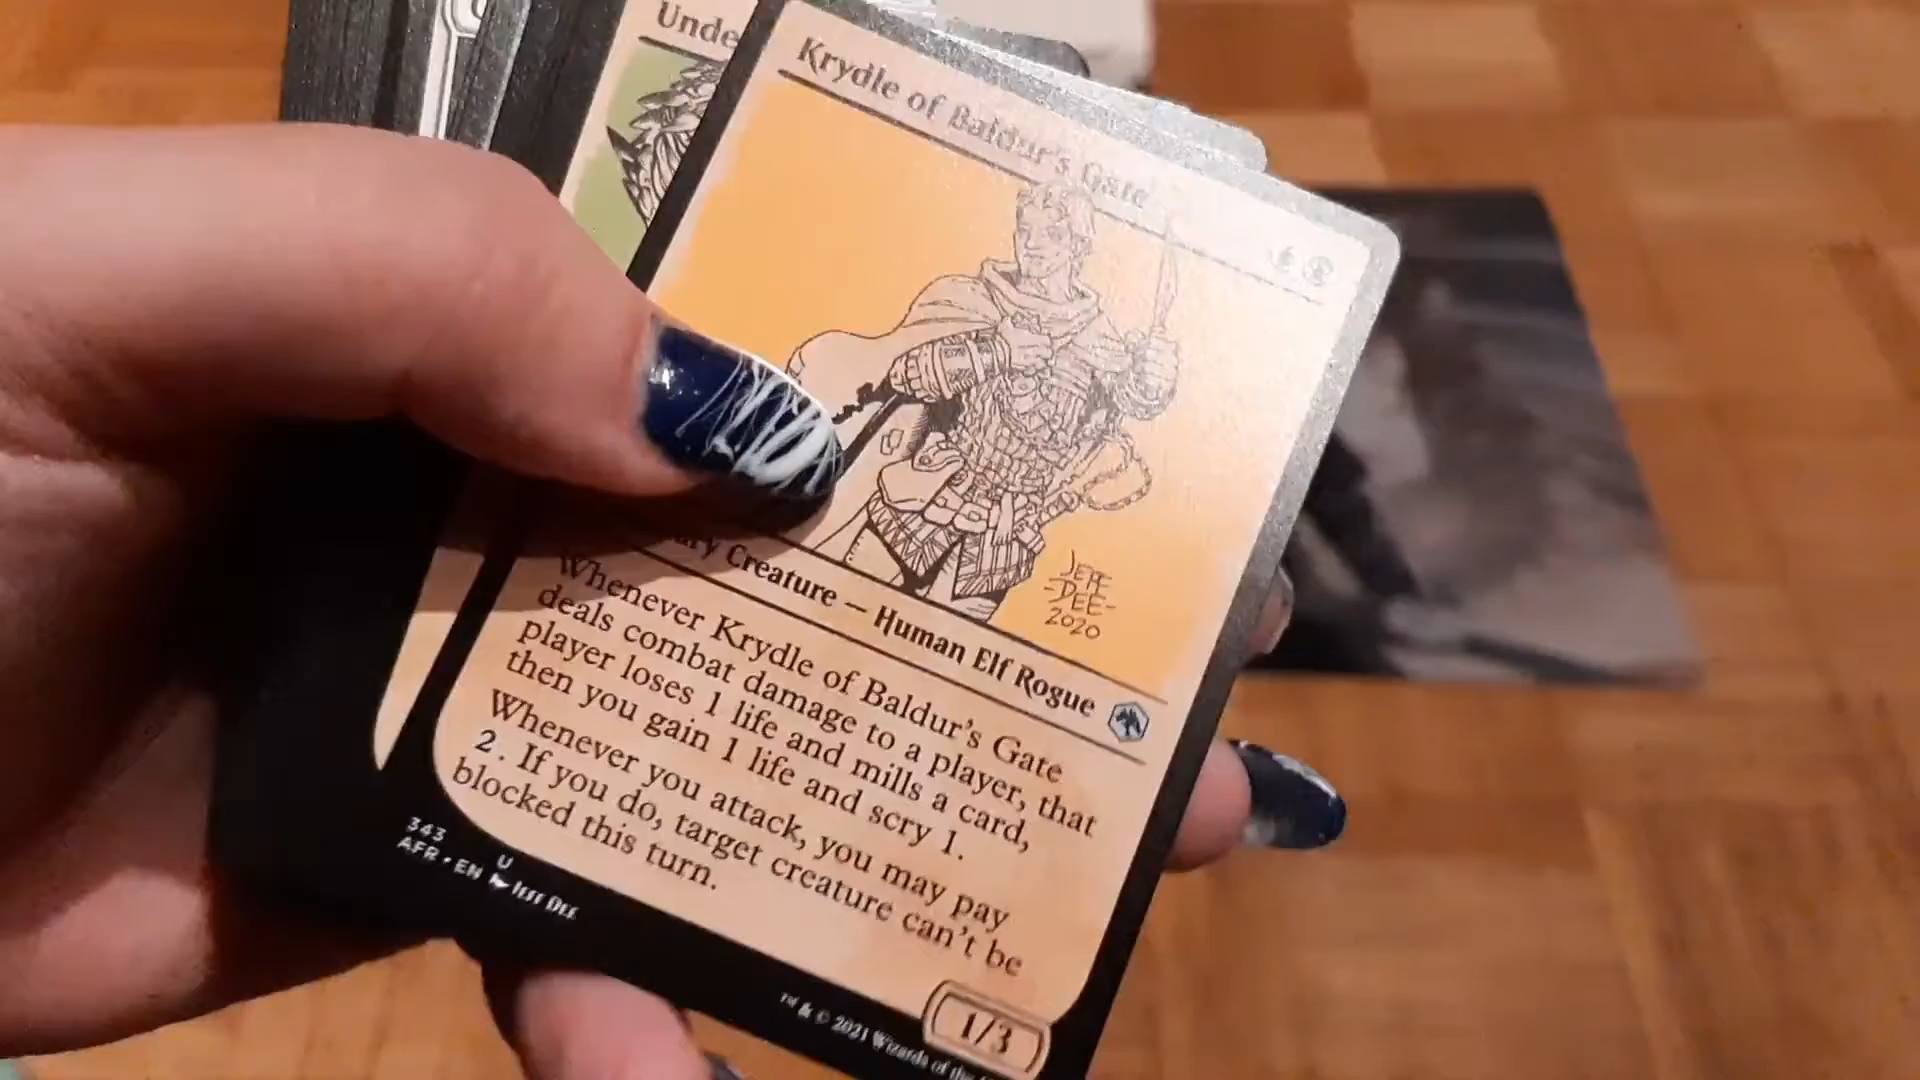 Unde
Krydle of Baldur's Gate
JEFF
-DEE-
2020
ary Creature — Human Elf Rogue
Whenever Krydle of Baldur's Gate
deals combat damage to a player, that
player loses 1 life and mills a card,
then you gain 1 life and scry 1.
Whenever you attack, you may pay
2. If you do, target creature can't be
blocked this turn.
343 U
AFR • EN JEFF DEE
1/3
™ & © 2021 Wizards of the